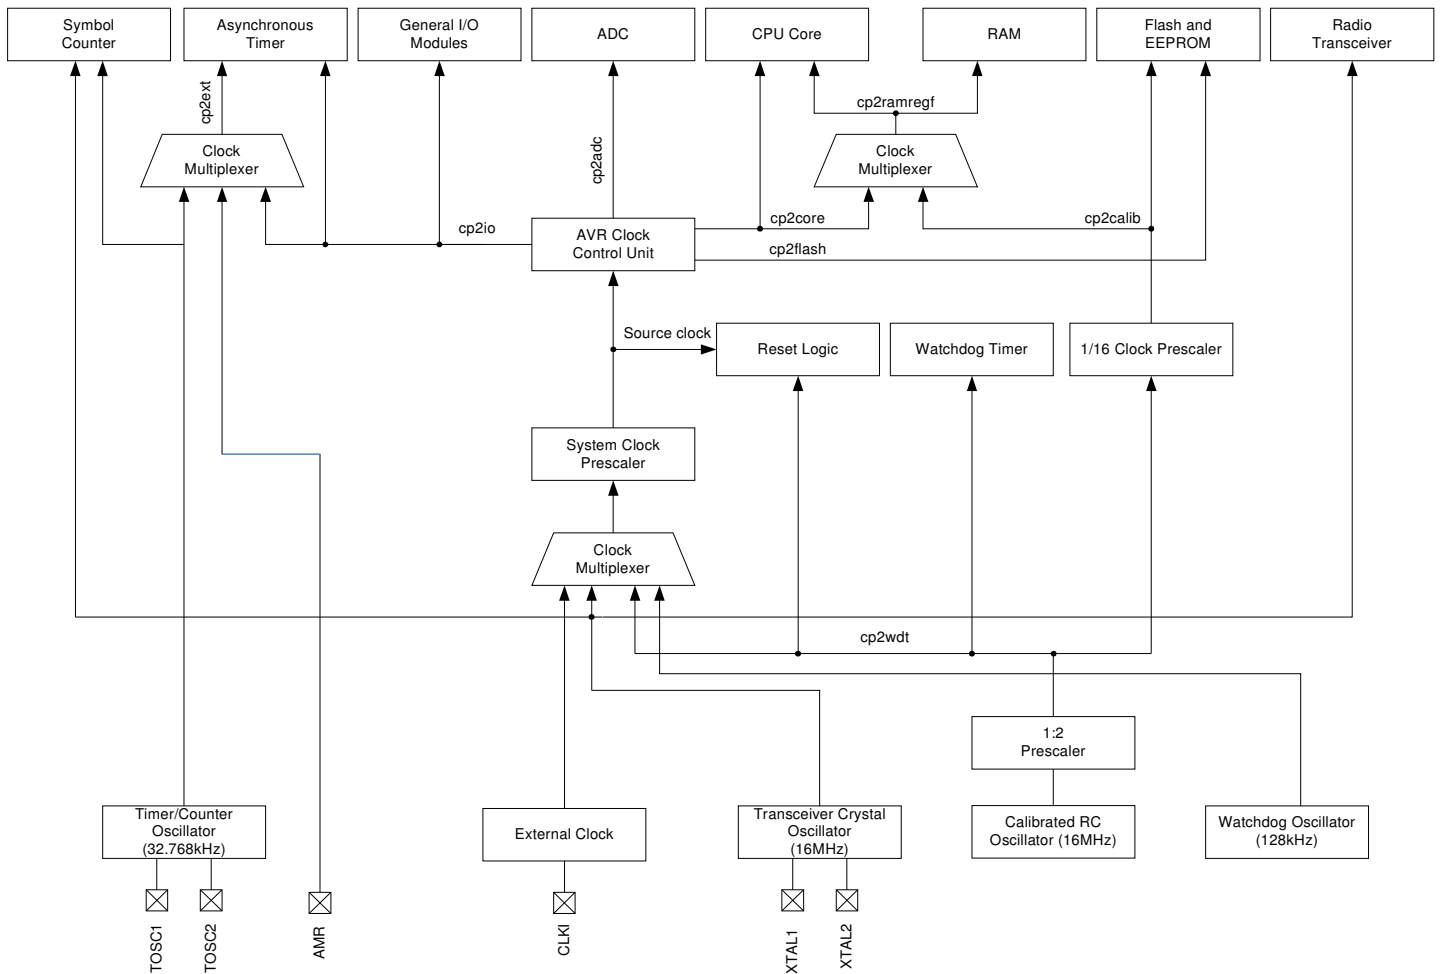 Symbol
Counter
Asynchronous
Timer
General I/O
Modules
ADC
CPU Core
RAM
Flash and
EEPROM
Radio
Transceiver
cp2ext
cp2ramregf
Clock
Multiplexer
cp2adc
Clock
Multiplexer
cp2io
AVR Clock
Control Unit
cp2core
cp2flash
cp2calib
Source clock
Reset Logic
Watchdog Timer
1/16 Clock Prescaler
System Clock
Prescaler
Clock
Multiplexer
cp2wdt
1:2
Prescaler
Timer/Counter
Oscillator
(32.768kHz)
External Clock
Transceiver Crystal
Oscillator
(16MHz)
Calibrated RC
Oscillator (16MHz)
Watchdog Oscillator
(128kHz)
TOSC1
TOSC2
AMR
CLKI
XTAL1
XTAL2